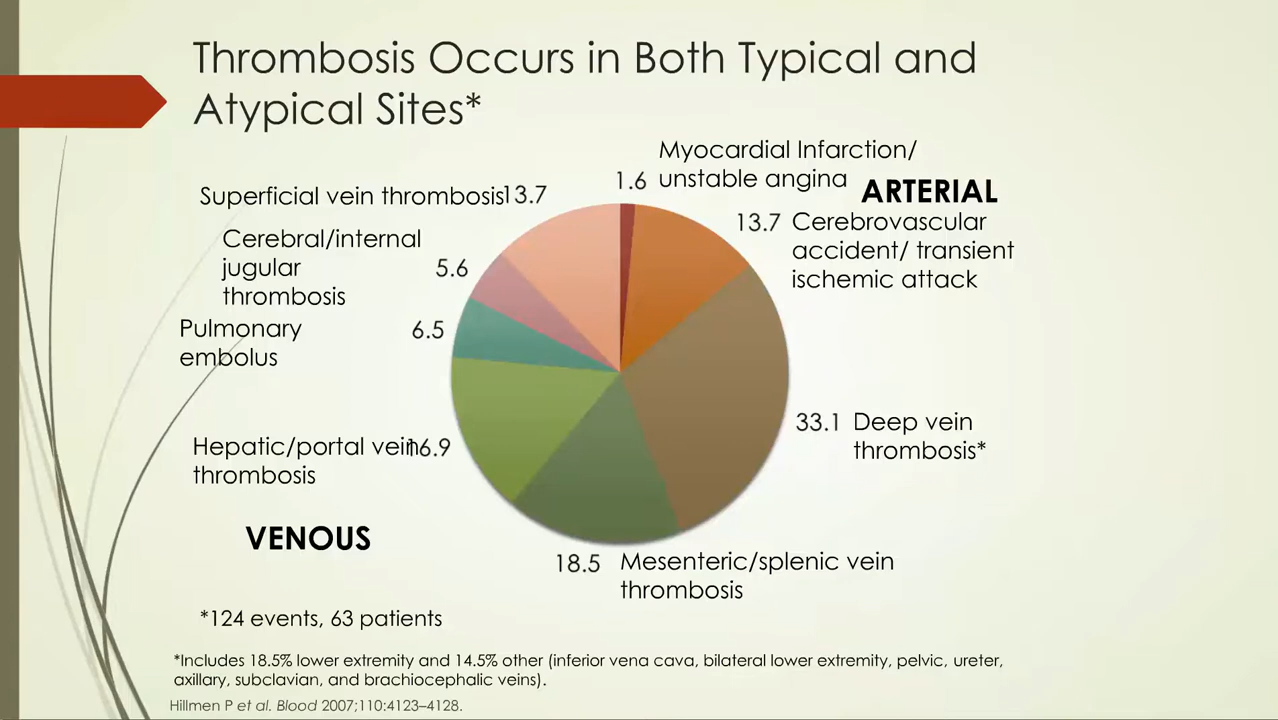 Thrombosis Occurs in Both Typical and
Atypical Sites*
Myocardial Infarction/
1.6 unstable angina
ARTERIAL
Superficial vein thrombosis 13.7
13.7 Cerebrovascular
accident/ transient
ischemic attack
Cerebral/internal
jugular
thrombosis
5.6
Pulmonary
embolus
6.5
33.1 Deep vein
thrombosis*
Hepatic/portal vein
thrombosis
16.9
VENOUS
18.5 Mesenteric/splenic vein
thrombosis
*124 events, 63 patients
*Includes 18.5% lower extremity and 14.5% other (inferior vena cava, bilateral lower extremity, pelvic, ureter,
axillary, subclavian, and brachiocephalic veins).
Hillmen P et al. Blood 2007;110:4123–4128.